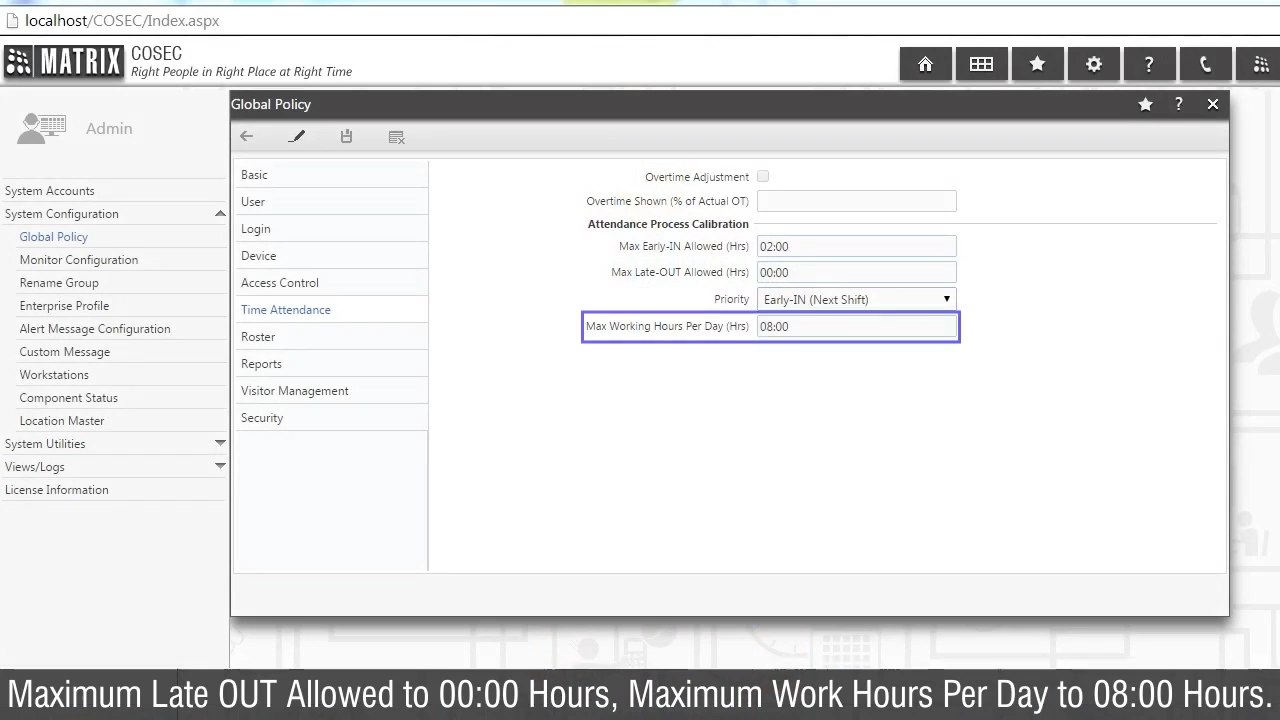 localhost/COSEC/Index.aspx
MATRIX
COSEC
Right People in Right Place at Right Time
?
Admin
System Accounts
System Configuration
Global Policy
Monitor Configuration
Rename Group
Enterprise Profile
Alert Message Configuration
Custom Message
Workstations
Component Status
Location Master
System Utilities
Views/Logs
License Information
Global Policy
?
Basic
User
Login
Device
Access Control
Time Attendance
Roster
Reports
Visitor Management
Security
Overtime Adjustment
Overtime Shown (% of Actual OT)
Attendance Process Calibration
Max Early-IN Allowed (Hrs) 02:00
Max Late-OUT Allowed (Hrs) 00:00
Priority Early-IN (Next Shift)
Max Working Hours Per Day (Hrs) 08:00
Maximum Late OUT Allowed to 00:00 Hours, Maximum Work Hours Per Day to 08:00 Hours.